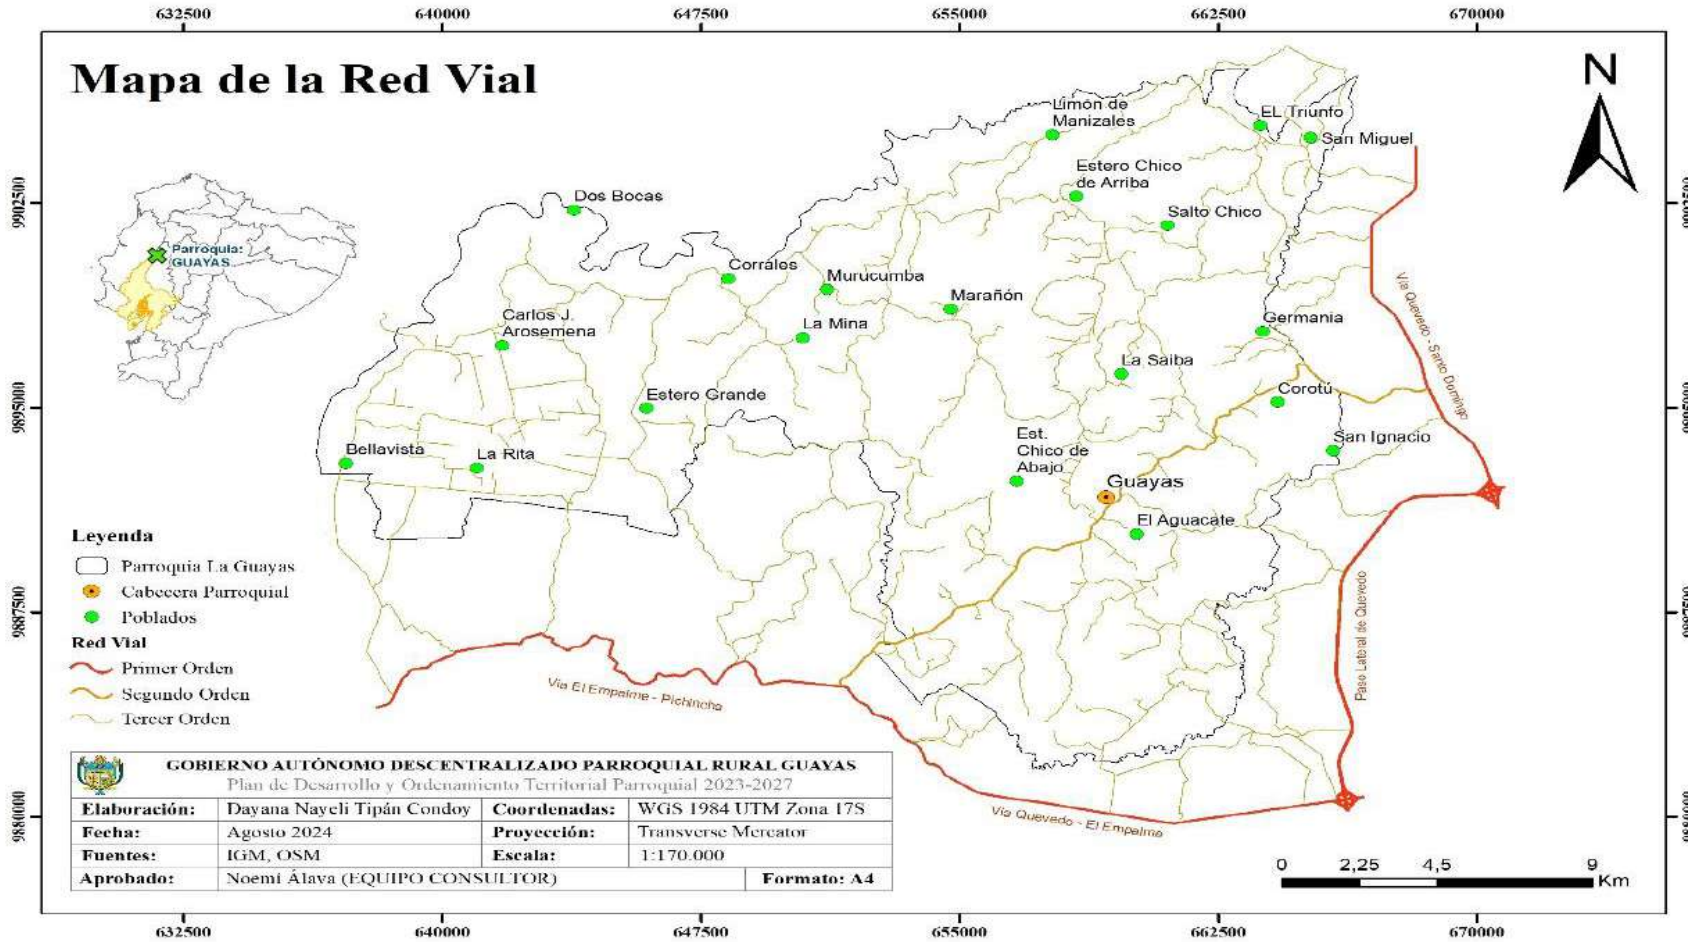 632500 640000 647500 655000 662500 670000
Mapa de la Red Vial
N
Limón de
Manizales
EL Triunfo
San Miguel
Estero Chico
de Arriba
Dos Bocas
Salto Chico
9902500
9902500
Parroquia:
GUAYAS
Corrales
Murucumba
Marañón
Vía Quevedo - Santo Domingo
Carlos J.
Arosemena
La Mina
Germania
La Saiba
Estero Grande
Corotú
9895000
9895000
Bellavista
La Rita
Est.
Chico de
Abajo
San Ignacio
Guayas
El Aguacate
Leyenda
Parroquia La Guayas
Cabecera Parroquial
Poblados
Red Vial
Primer Orden
Segundo Orden
Tercer Orden
9887500
9887500
Paso Lateral de Quevedo
Vía El Empalme - Pichincha
GOBIERNO AUTÓNOMO DESCENTRALIZADO PARROQUIAL RURAL GUAYAS
Plan de Desarrollo y Ordenamiento Territorial Parroquial 2023-2027
Elaboración: Dayana Nayeli Tipán Condoy Coordenadas: WGS 1984 UTM Zona 17S
Fecha: Agosto 2024 Proyección: Transverse Mercator
Fuentes: IGM, OSM Escala: 1:170.000
Aprobado: Noemí Álava (EQUIPO CONSULTOR) Formato: A4
9880000
9880000
Vía Quevedo - El Empalme
0 2,25 4,5 9
Km
632500 640000 647500 655000 662500 670000